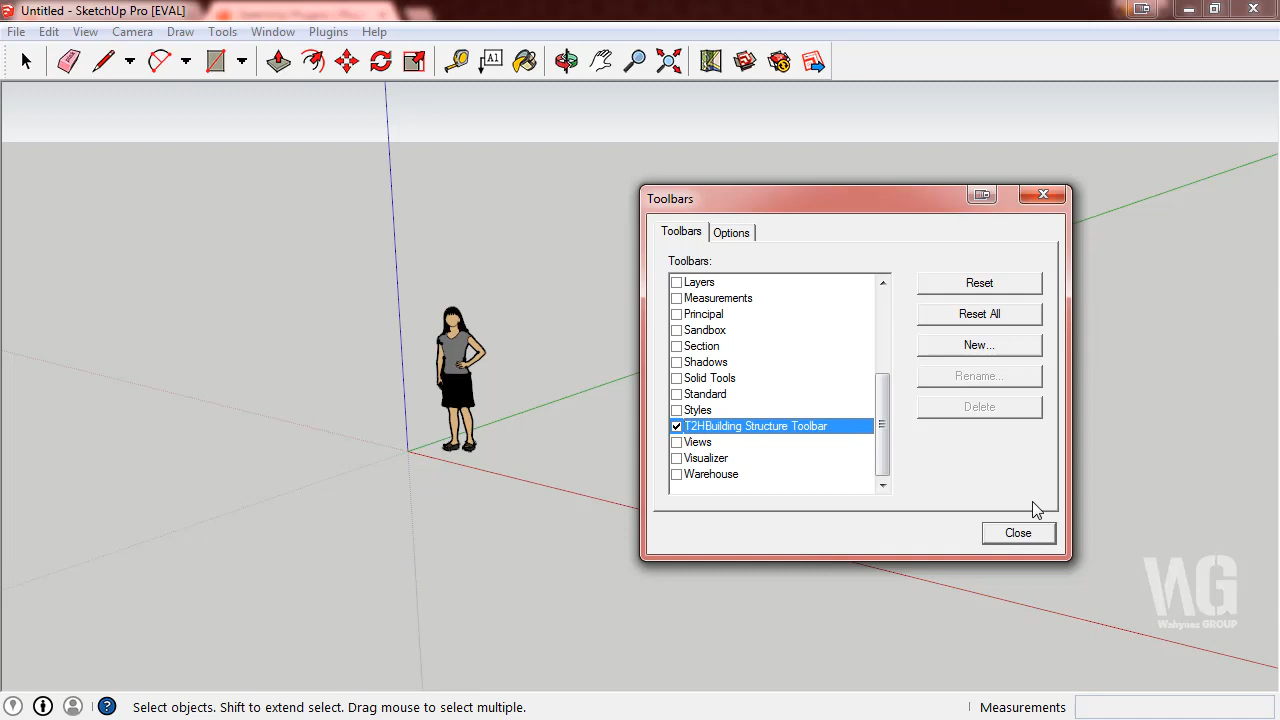 Untitled - SketchUp Pro [EVAL]
File Edit View Camera Draw Tools Window Plugins Help
A1
Toolbars
Toolbars Options
Toolbars:
Layers
Measurements
Principal
Sandbox
Section
Shadows
Solid Tools
Standard
Styles
T2HBuilding Structure Toolbar
Views
Visualizer
Warehouse
Reset
Reset All
New...
Rename...
Delete
Close
WG
Wahyuez GROUP
Select objects. Shift to extend select. Drag mouse to select multiple.
Measurements